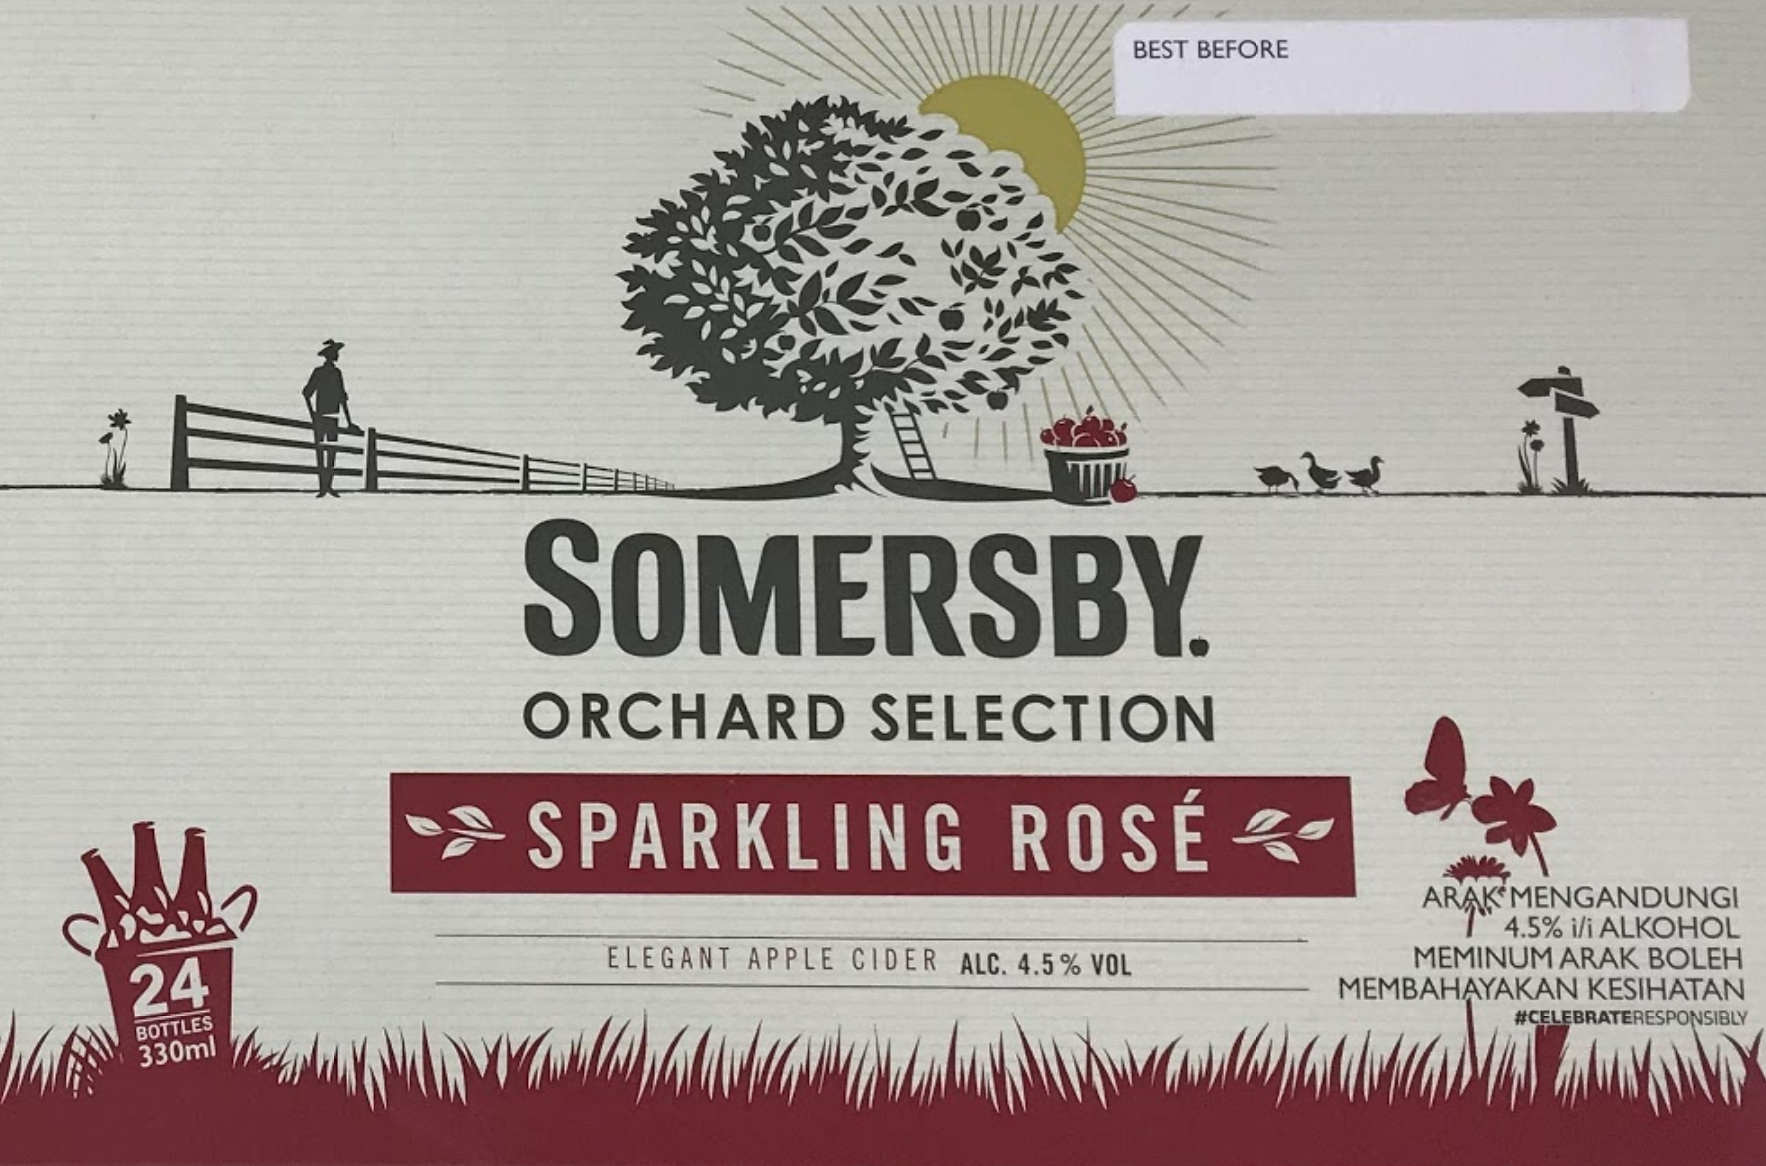 BEST BEFORE
SOMERSBY.
ORCHARD SELECTION
SPARKLING ROSÉ
ELEGANT APPLE CIDER ALC. 4.5% VOL
24
BOTTLES
330ml
ARAK MENGANDUNGI
4.5% i/i ALKOHOL
MEMINUM ARAK BOLEH
MEMBAHAYAKAN KESIHATAN
#CELEBRATERESPONSIBLY